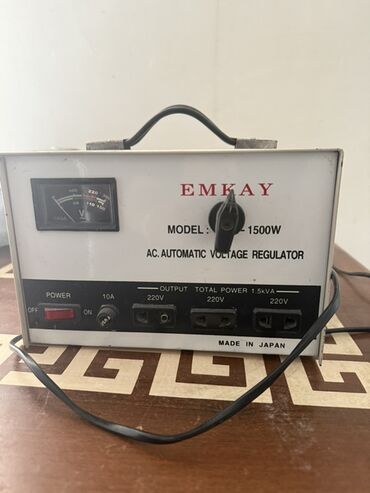 EMKAY
MODEL: - 1500W
AC. AUTOMATIC VOLTAGE REGULATOR
OUTPUT TOTAL POWER 1.5kVA
POWER 10A 220V 220V 220V
OFF ON
MADE IN JAPAN
V